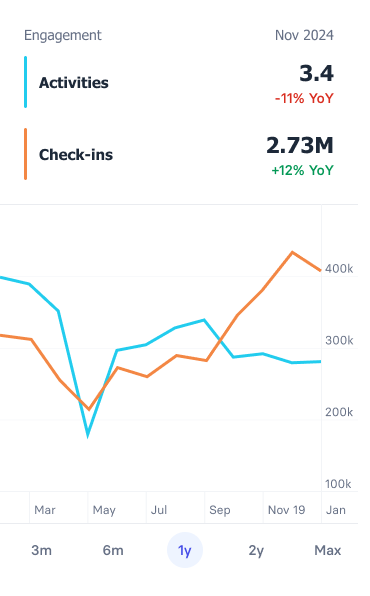 Engagement Nov 2024
Activities 3.4
-11% YoY
Check-ins 2.73M
+12% YoY
400k
300k
200k
100k
Mar May Jul Sep Nov 19 Jan
3m 6m 1y 2y Max